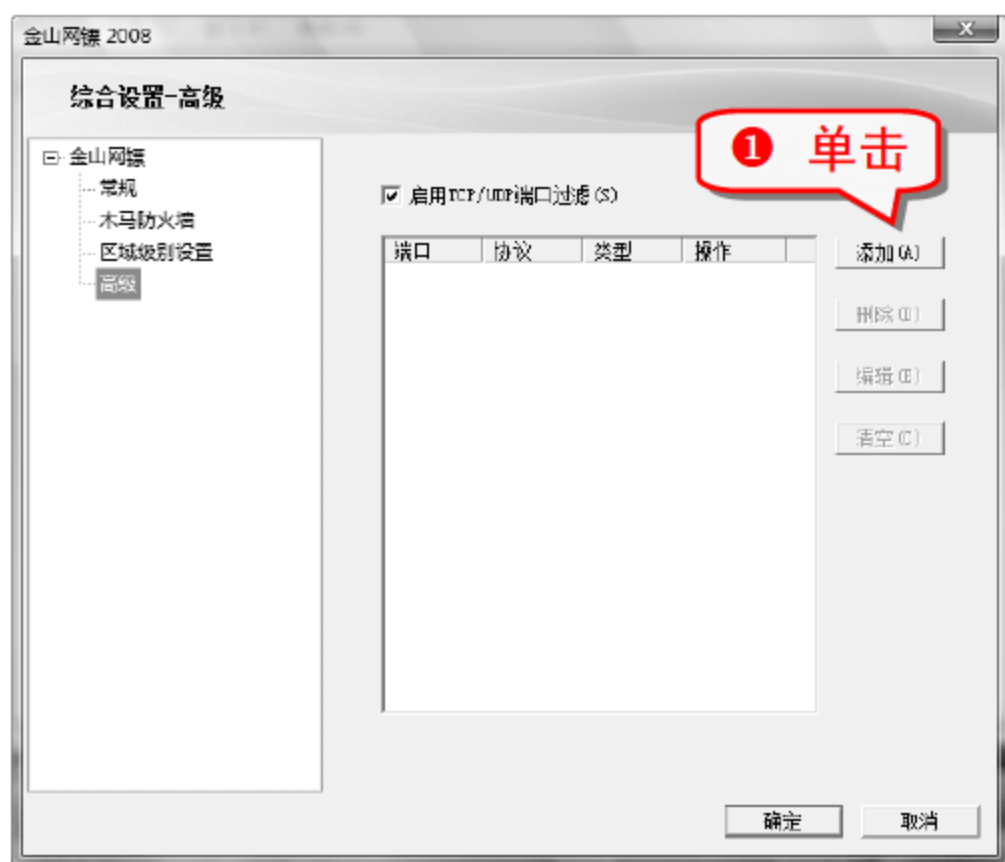 金山网镖 2008
综合设置-高级
❶ 单击
金山网镖
常规
木马防火墙
区域级别设置
高级
启用TCP/UDP端口过滤(S)
端口 协议 类型 操作
添加(A)
删除(D)
编辑(E)
清空(C)
确定 取消